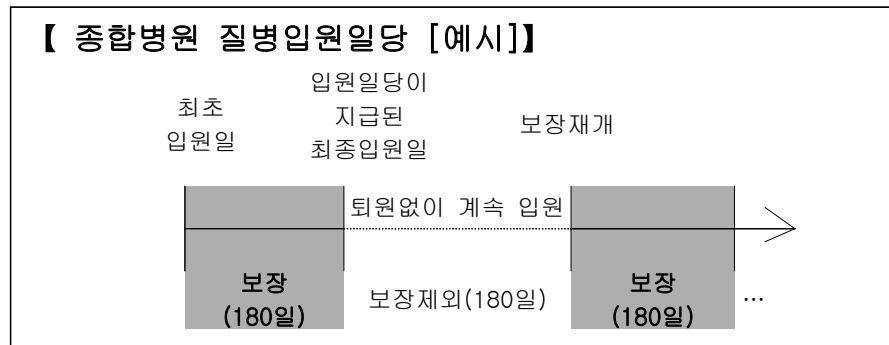 【 종합병원 질병입원일당 [예시]】
최초
입원일
입원일당이
지급된
최종입원일
보장재개
퇴원없이 계속 입원
보장
(180일)
보장제외(180일)
보장
(180일)
…